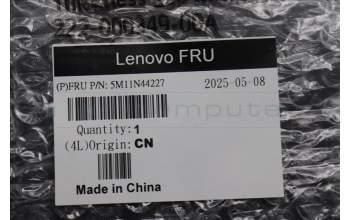 Lenovo FRU
(P)FRU P/N: 5M11N44227 2025-05-08
Quantity:1
(4L)Origin:CN
Made in China